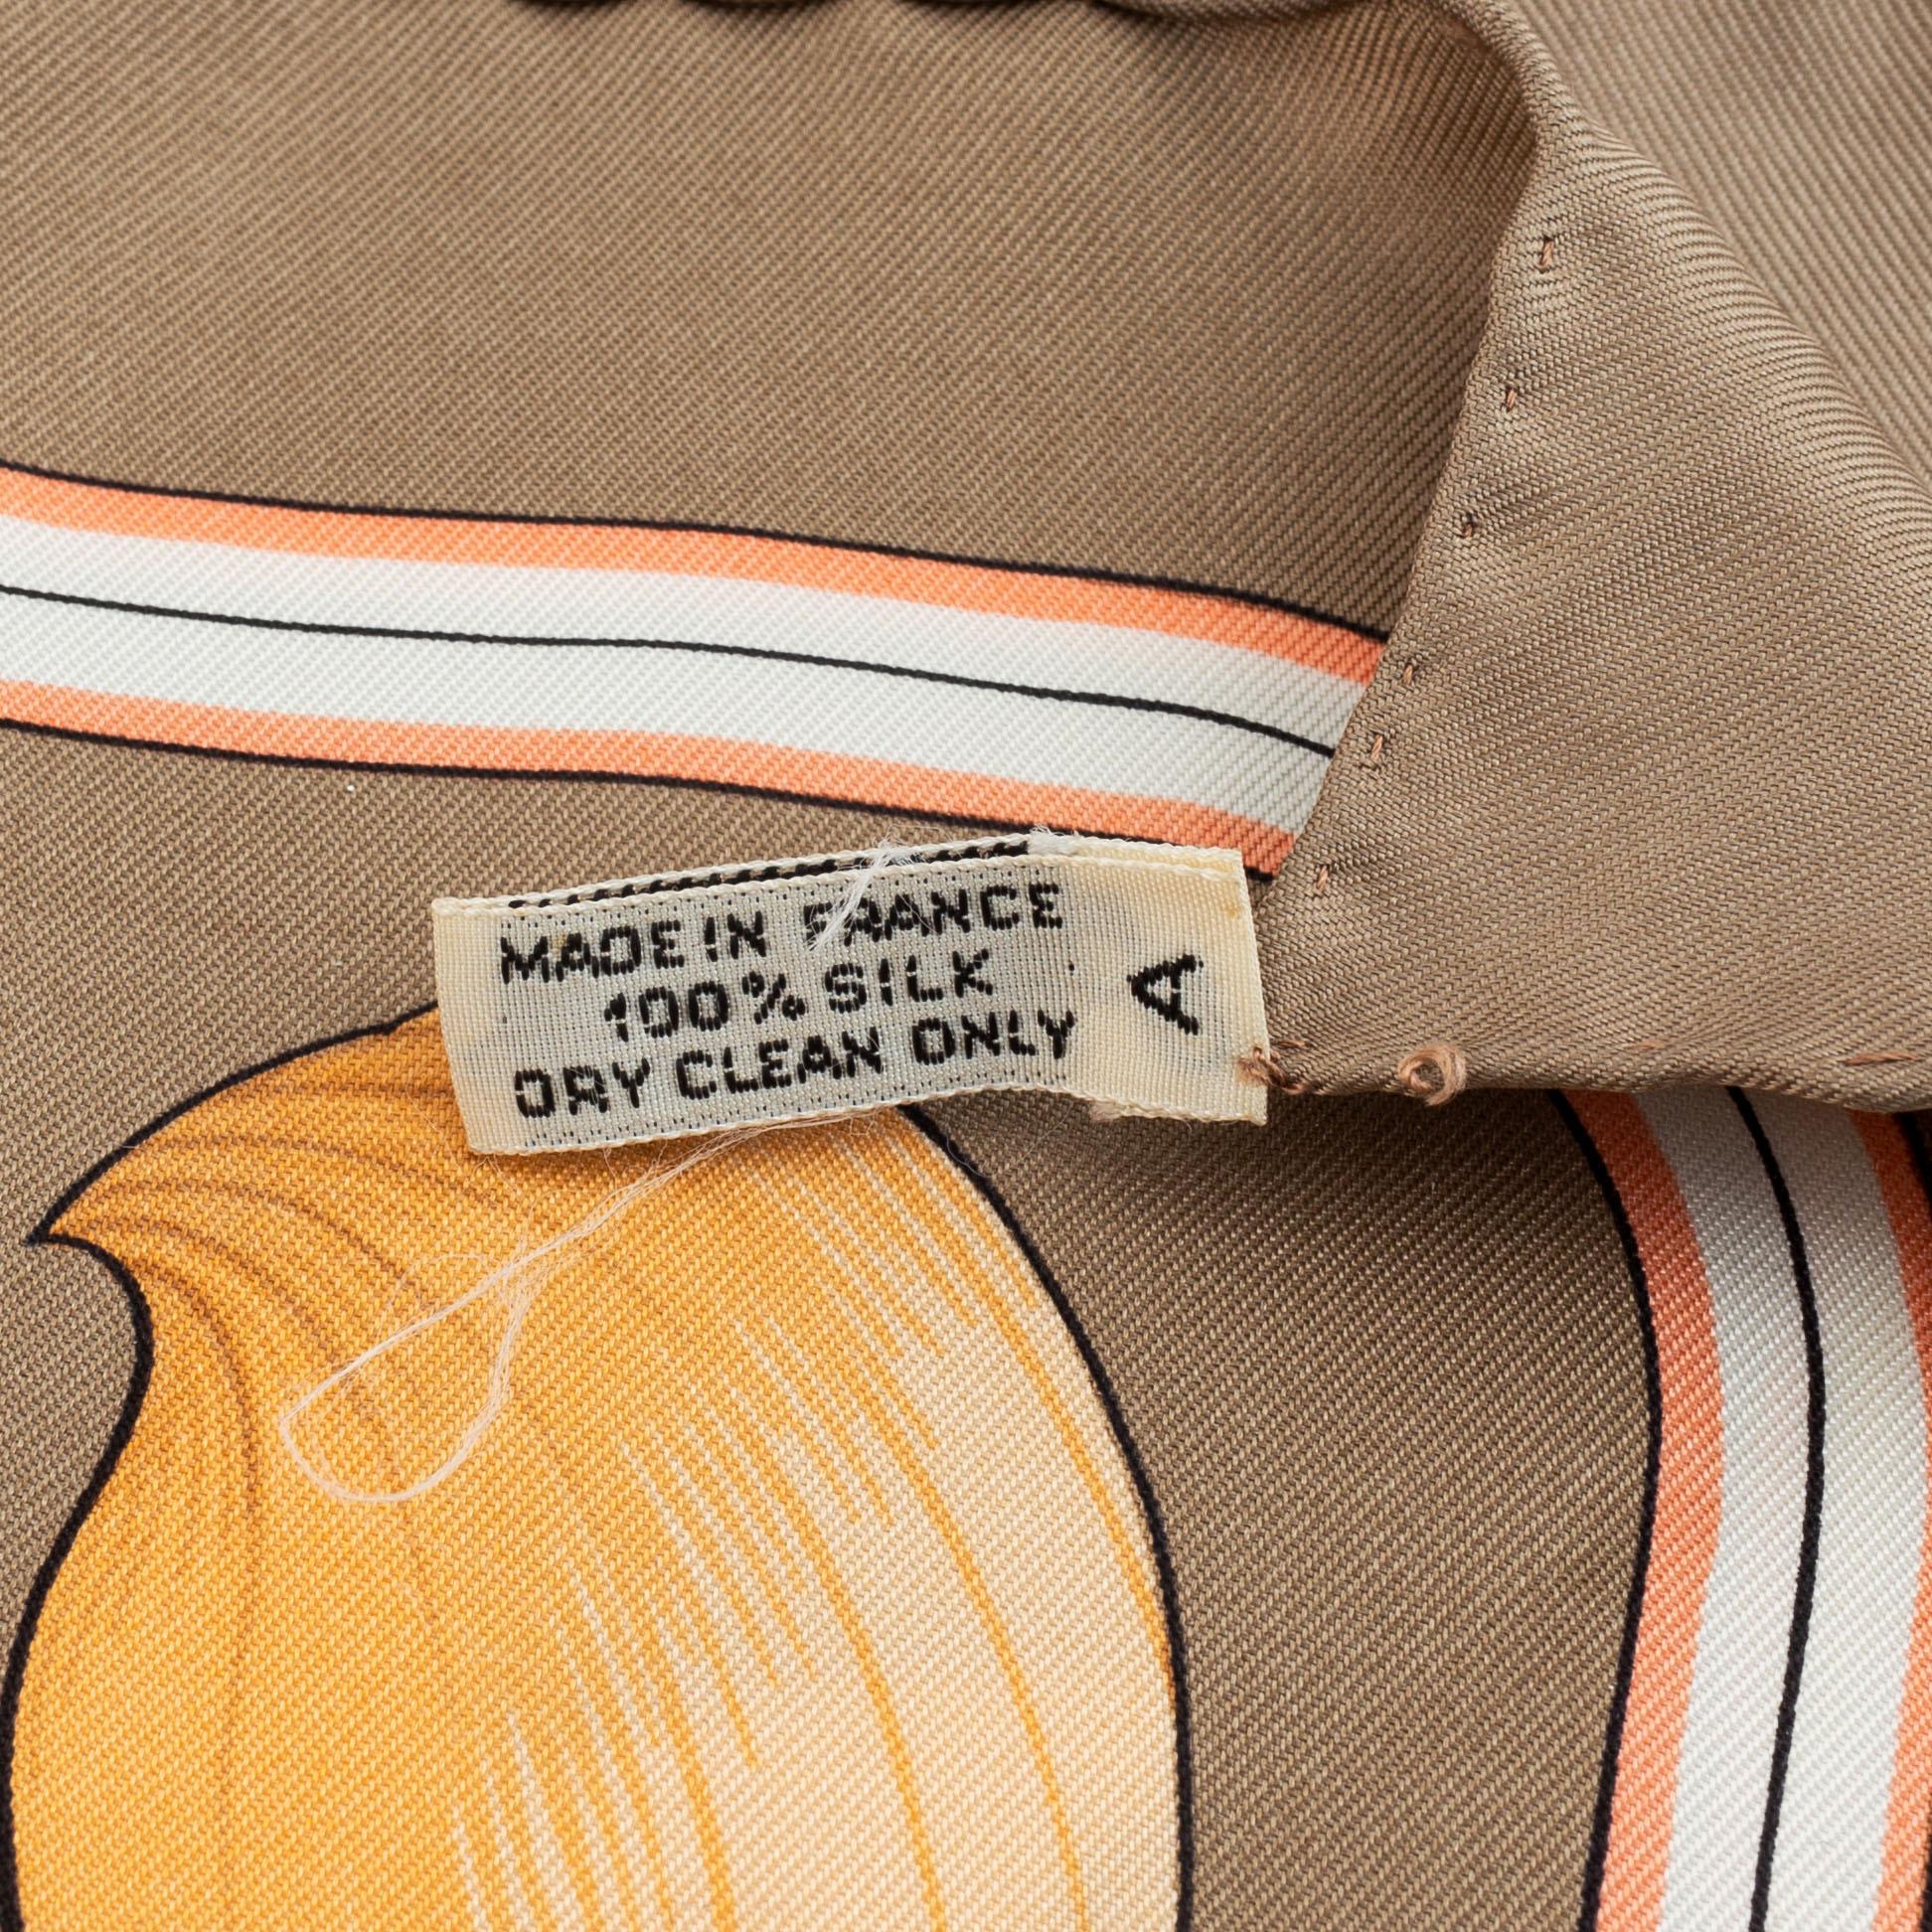 MADE IN FRANCE
100% SILK
DRY CLEAN ONLY
A